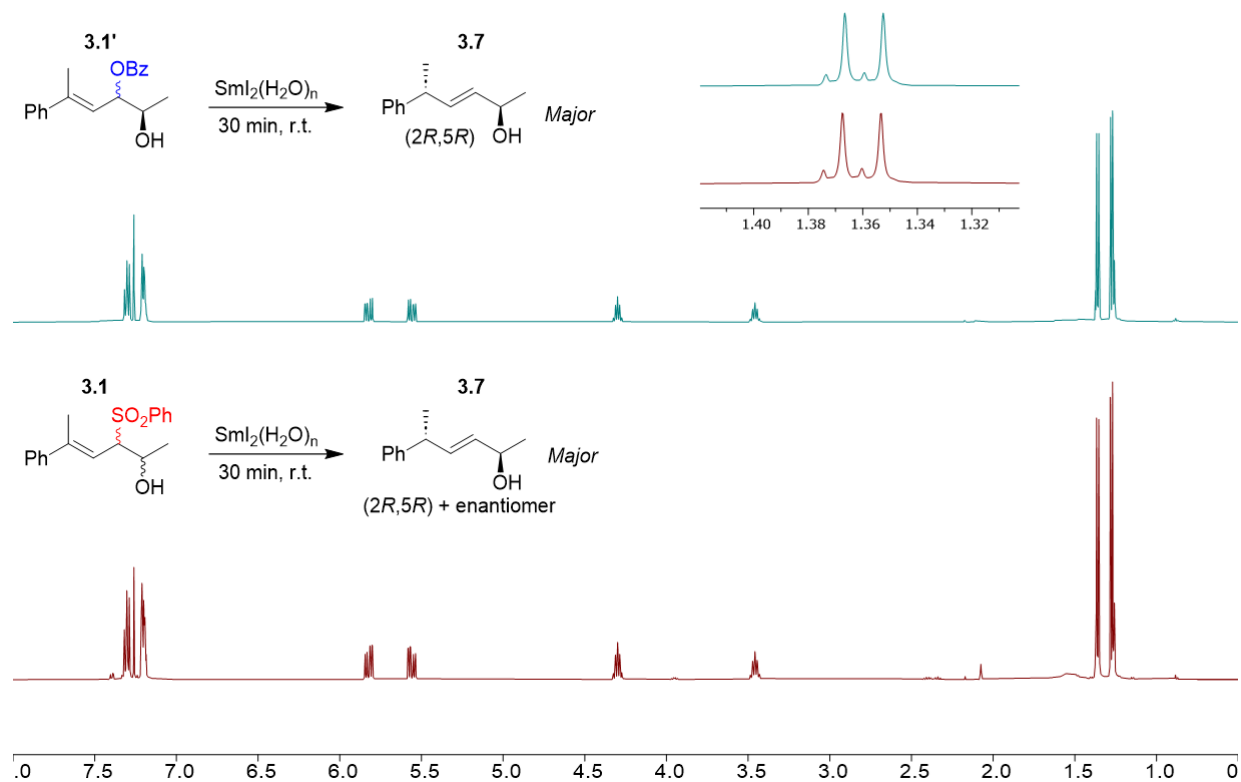 3.1'
3.7
OBz
SmI2(H2O)n
Ph
OH
30 min, r.t.
Ph
OH
(2R,5R)
Major
1.40 1.38 1.36 1.34 1.32
3.1
3.7
SO2Ph
SmI2(H2O)n
Ph
OH
30 min, r.t.
Ph
OH
Major
(2R,5R) + enantiomer
.0 7.5 7.0 6.5 6.0 5.5 5.0 4.5 4.0 3.5 3.0 2.5 2.0 1.5 1.0 0